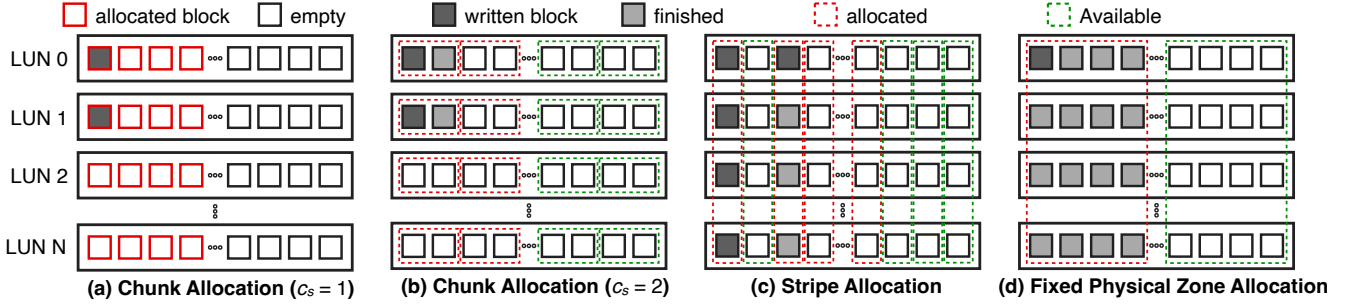 allocated block empty written block finished allocated Available
LUN 0
LUN 1
LUN 2
LUN N
(a) Chunk Allocation (cs = 1) (b) Chunk Allocation (cs = 2) (c) Stripe Allocation (d) Fixed Physical Zone Allocation